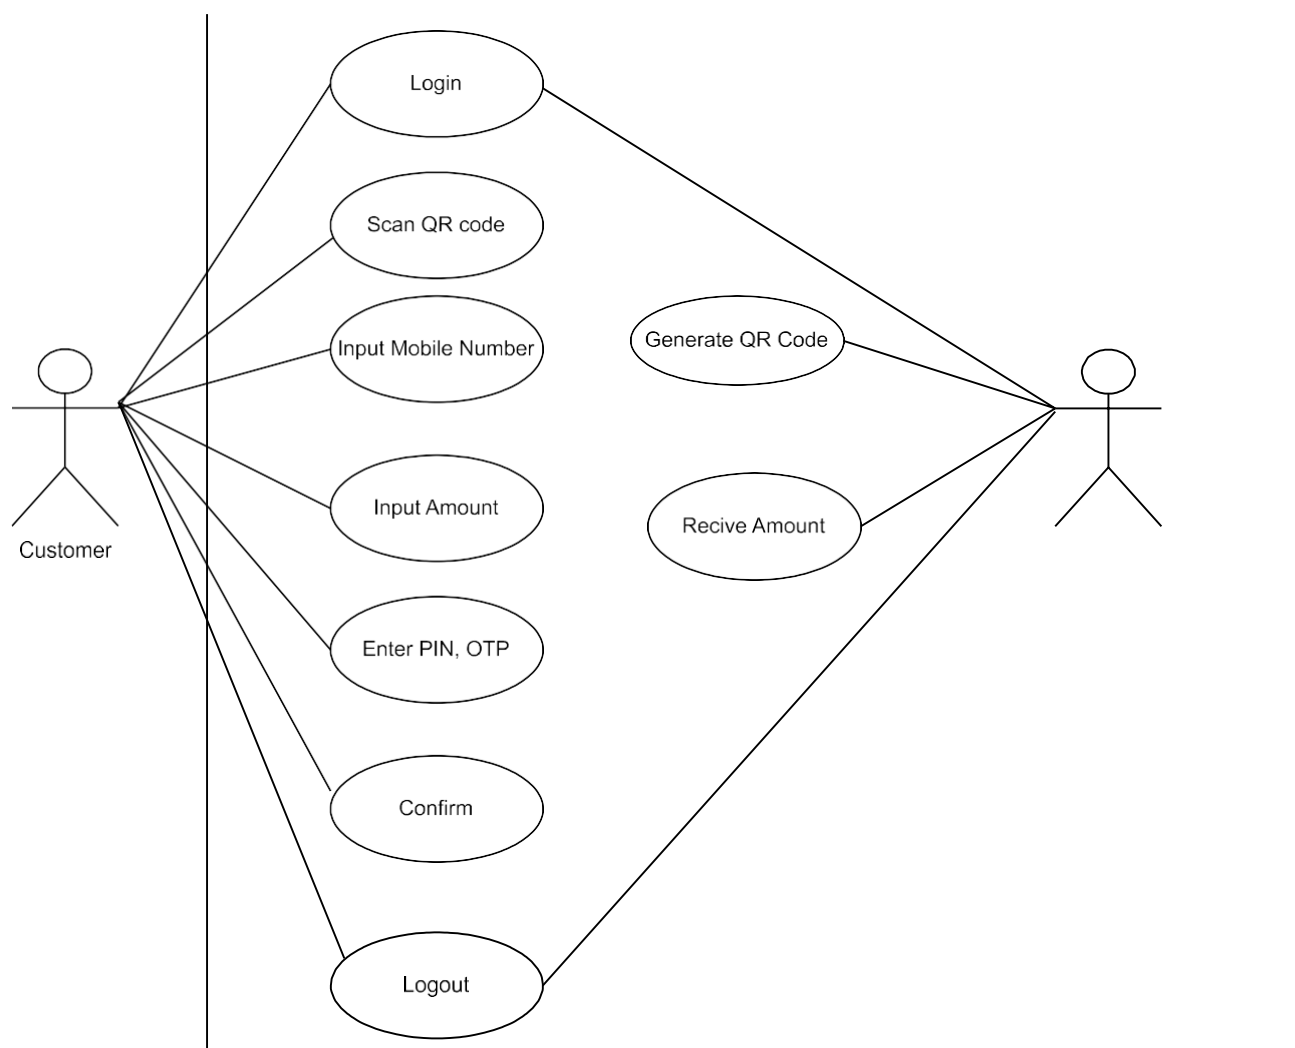 Login
Scan QR code
Input Mobile Number
Generate QR Code
Input Amount
Recive Amount
Customer
Enter PIN, OTP
Confirm
Logout